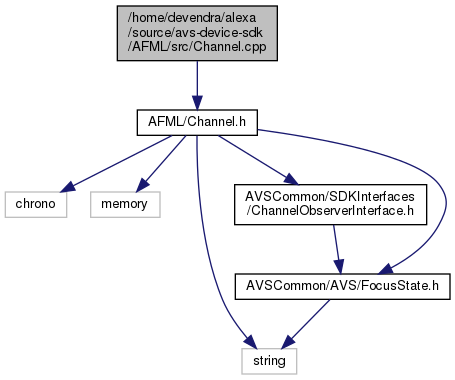 /home/devendra/alexa
/source/avs-device-sdk
/AFML/src/Channel.cpp
AFML/Channel.h
chrono
memory
AVSCommon/SDKInterfaces
/ChannelObserverInterface.h
AVSCommon/AVS/FocusState.h
string